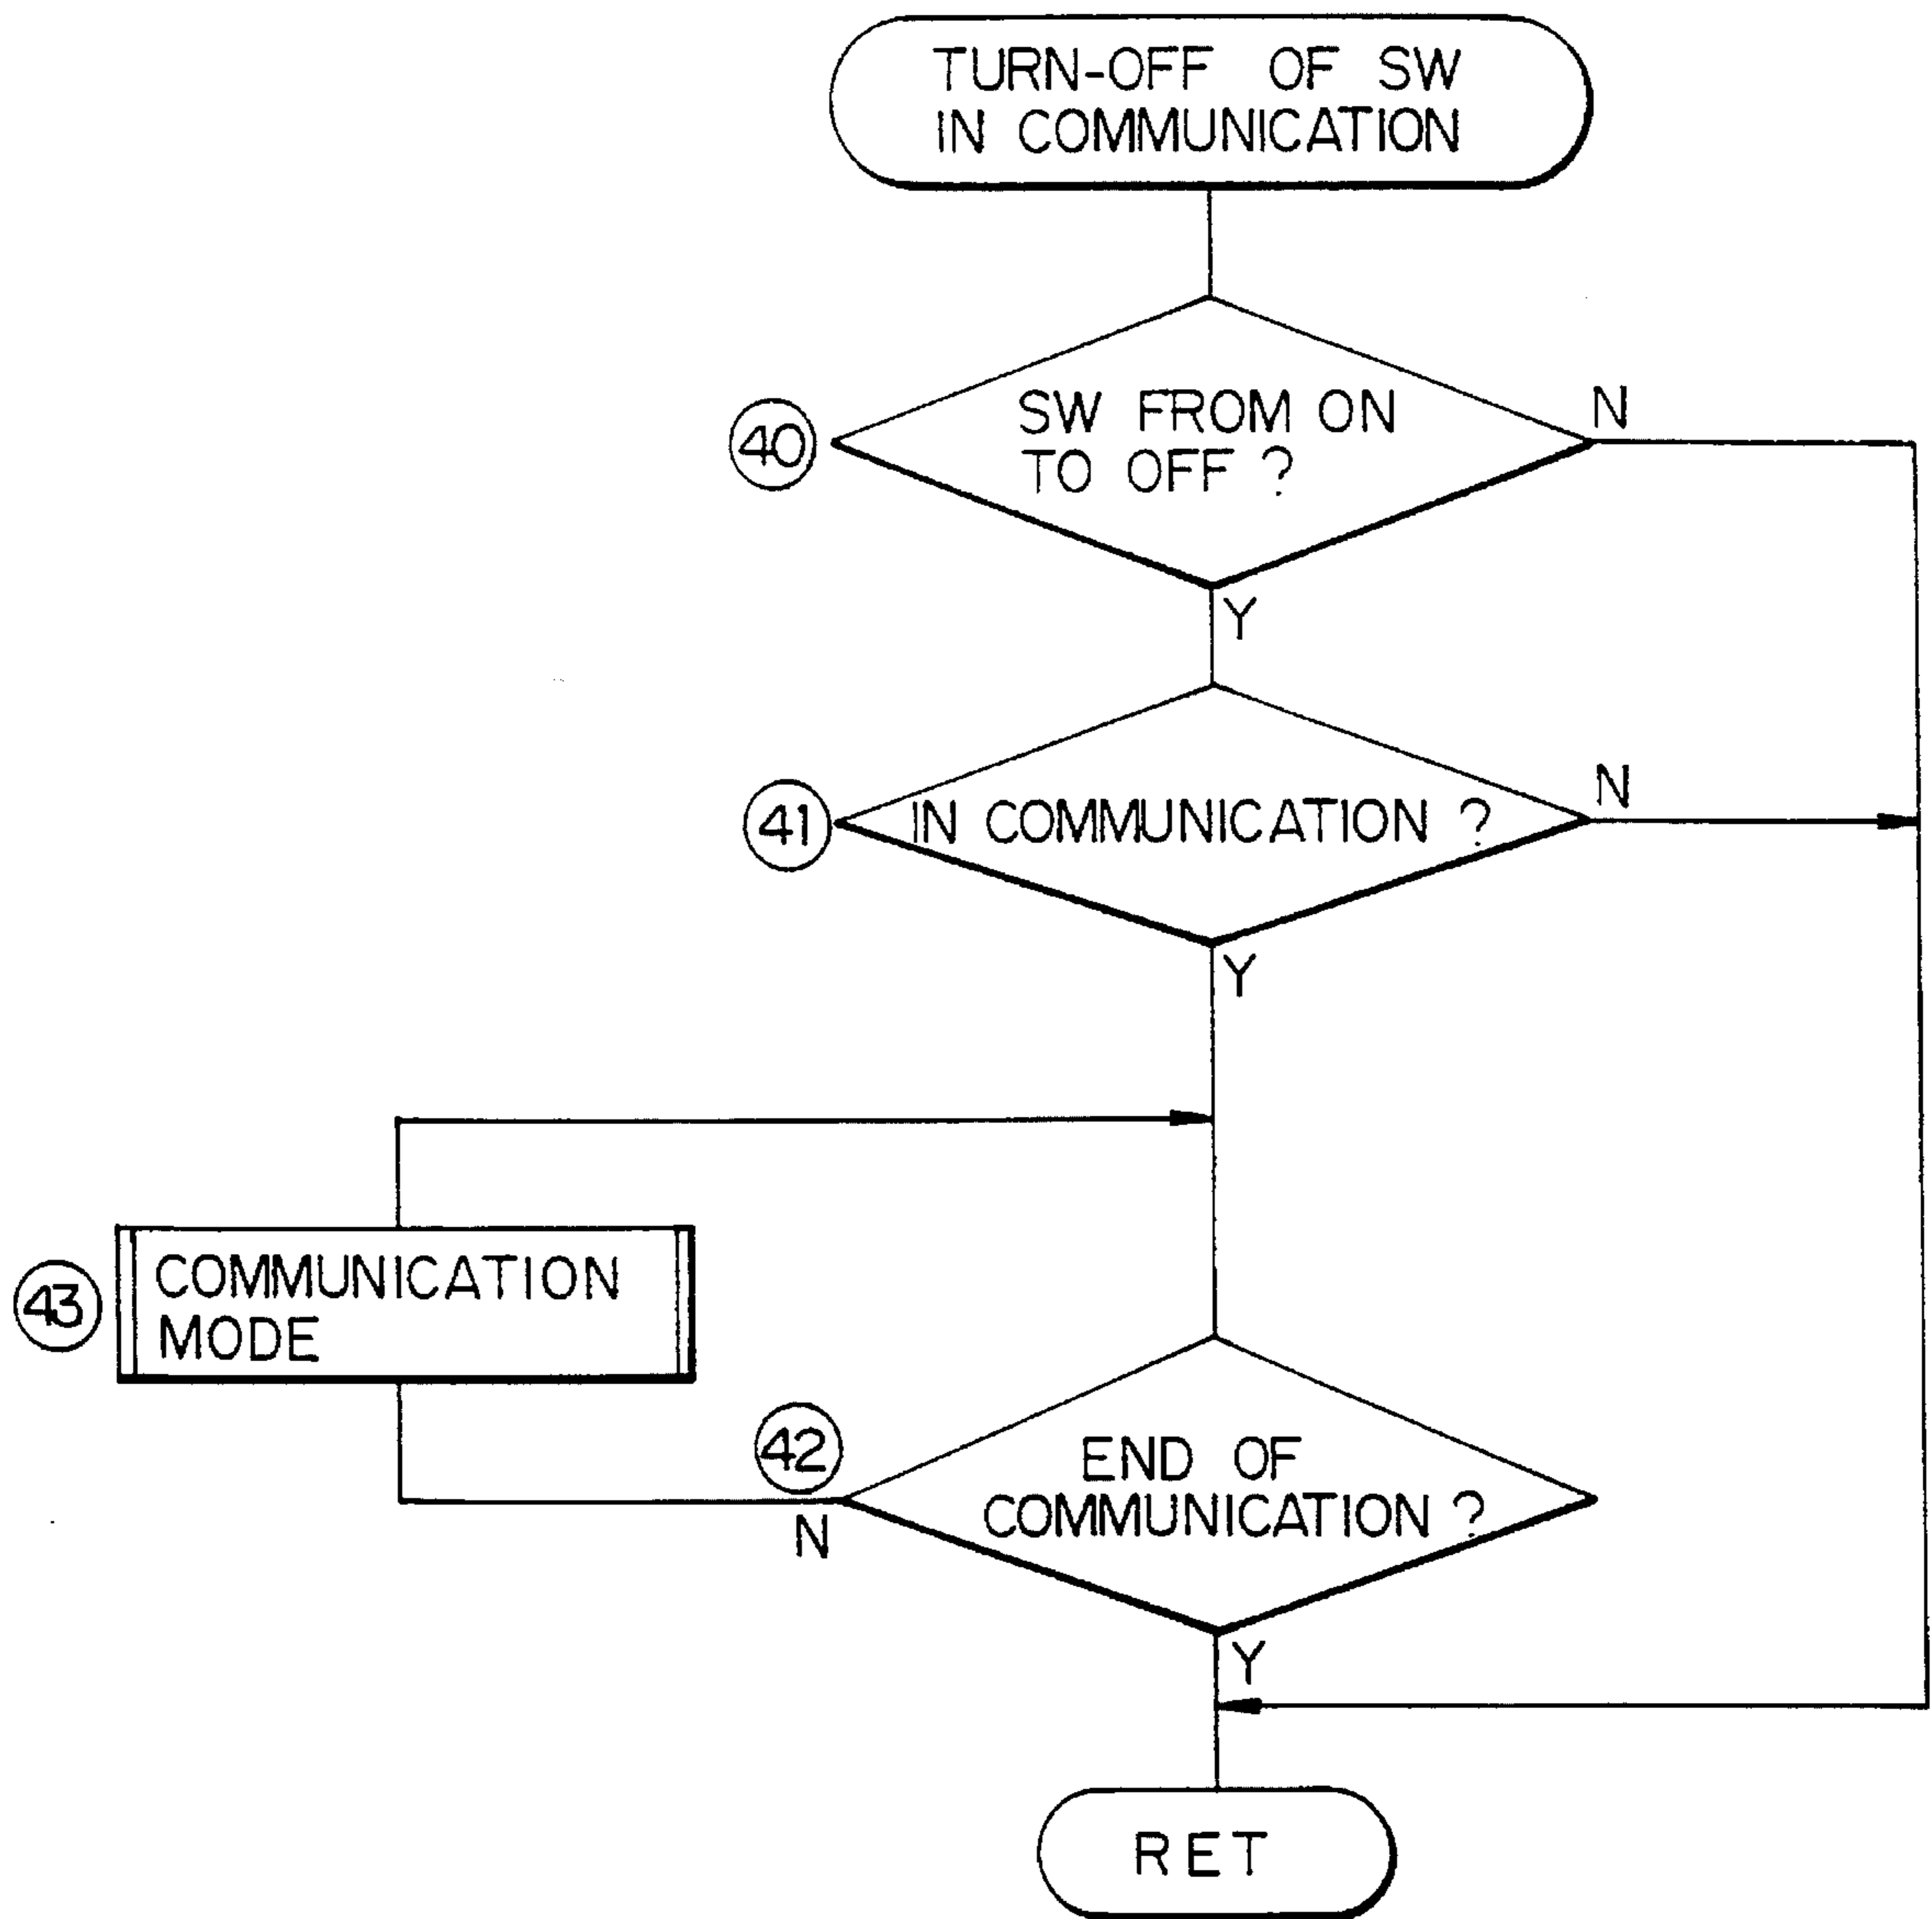 TURN-OFF OF SW
IN COMMUNICATION
40
SW FROM ON
TO OFF ?
N
Y
41
IN COMMUNICATION ?
N
Y
43
COMMUNICATION
MODE
42
END OF
COMMUNICATION ?
N
Y
RET